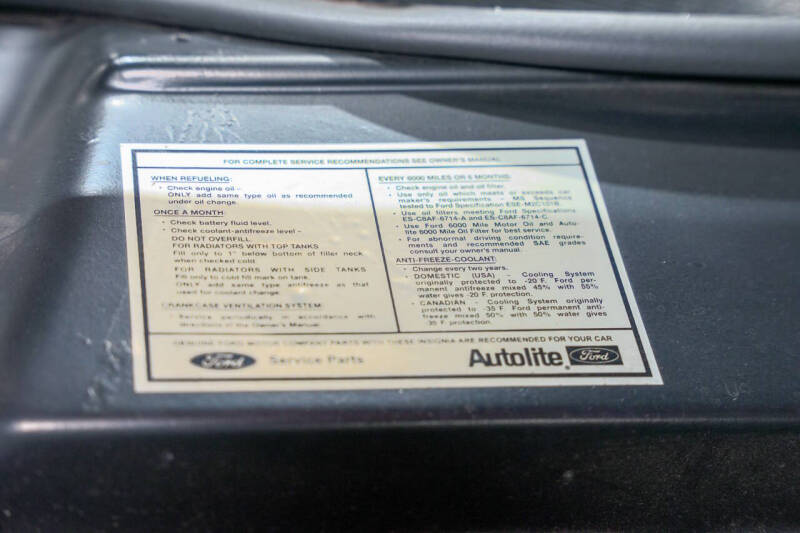 FOR COMPLETE SERVICE RECOMMENDATIONS SEE OWNER'S MANUAL
WHEN REFUELING:
• Check engine oil –
ONLY add same type oil as recommended
under oil change.
ONCE A MONTH:
• Check battery fluid level.
• Check coolant-antifreeze level –
DO NOT OVERFILL.
FOR RADIATORS WITH TOP TANKS
Fill only to 1" below bottom of filler neck
when checked cold.
FOR RADIATORS WITH SIDE TANKS
Fill only to cold fill mark on tank.
ONLY add same type antifreeze as that
used for coolant change.
CRANKCASE VENTILATION SYSTEM:
• Service periodically in accordance with
directions in the Owner's Manual.
EVERY 6000 MILES OR 6 MONTHS:
• Check engine oil and oil filter.
• Use only oil which meets or exceeds car
maker's requirements - MS Sequence
tested to Ford Specification ESE-M2C101B.
• Use oil filters meeting Ford Specifications
ES-C8AF-6714-A and ES-C8AF-6714-C.
• Use Ford 6000 Mile Motor Oil and Auto-
lite 6000 Mile Oil Filter for best service.
• For abnormal driving condition require-
ments and recommended SAE grades
consult your owner's manual.
ANTI-FREEZE-COOLANT:
• Change every two years.
• DOMESTIC (USA) - Cooling System
originally protected to -20°F. Ford per-
manent antifreeze mixed 45% with 55%
water gives -20°F. protection.
• CANADIAN - Cooling System originally
protected to -35°F. Ford permanent anti-
freeze mixed 50% with 50% water gives
-35°F. protection.
GENUINE FORD MOTOR COMPANY PARTS WITH THESE INSIGNIA ARE RECOMMENDED FOR YOUR CAR
Ford Service Parts Autolite Ford